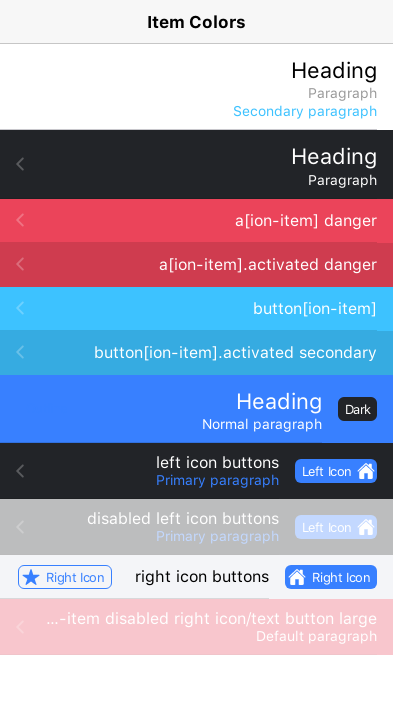 Item Colors
Heading
Paragraph
Secondary paragraph
Heading
Paragraph
a[ion-item] danger
a[ion-item].activated danger
button[ion-item]
button[ion-item].activated secondary
Heading
Normal paragraph
Dark
left icon buttons
Primary paragraph
Left Icon
disabled left icon buttons
Primary paragraph
Left Icon
Right Icon
right icon buttons
Right Icon
...-item disabled right icon/text button large
Default paragraph